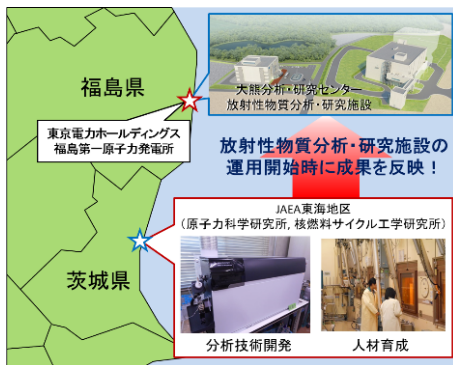 福島県
大熊分析・研究センター
放射性物質分析・研究施設
東京電力ホールディングス
福島第一原子力発電所
放射性物質分析・研究施設の
運用開始時に成果を反映！
JAEA東海地区
(原子力科学研究所, 核燃料サイクル工学研究所)
茨城県
分析技術開発
人材育成